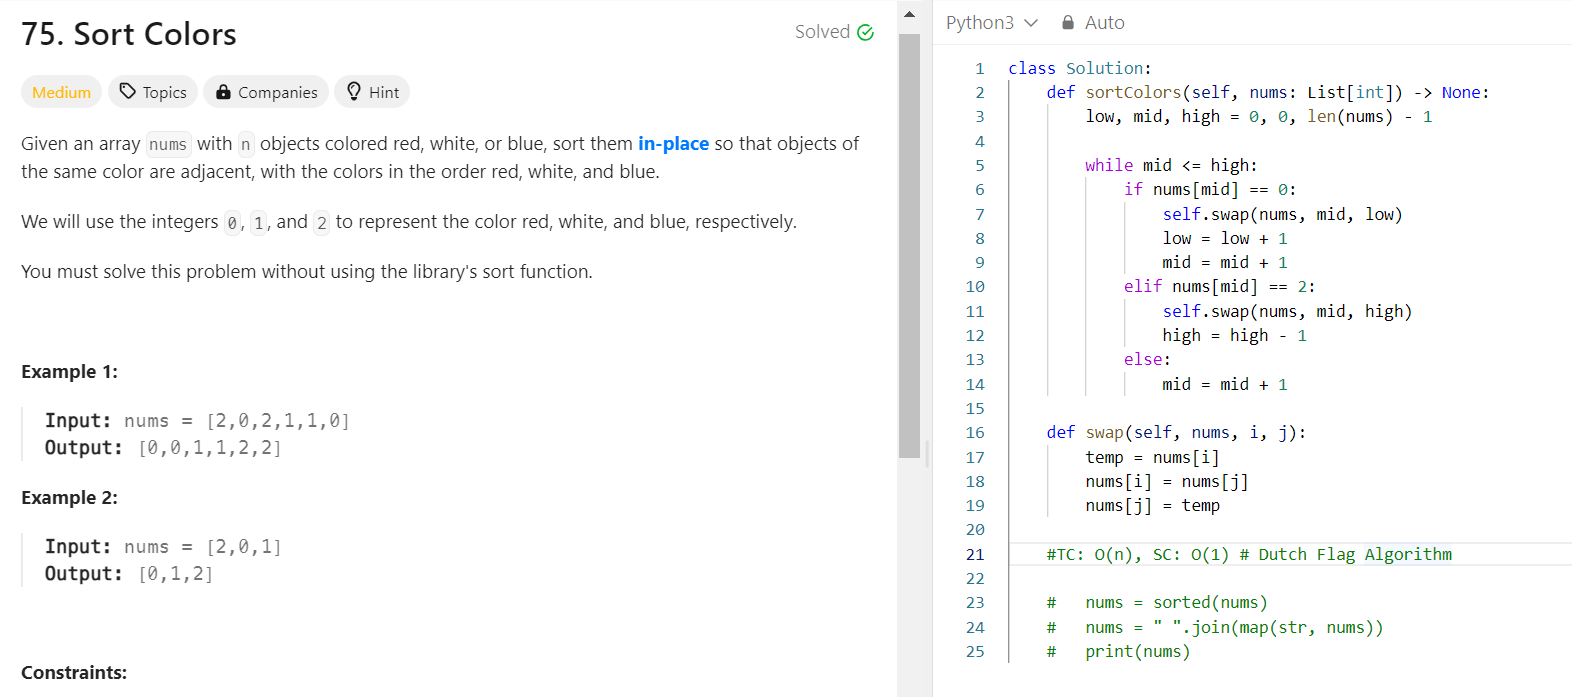 75. Sort Colors
Solved
Medium
Topics
Companies
Hint
Given an array nums with n objects colored red, white, or blue, sort them in-place so that objects of
the same color are adjacent, with the colors in the order red, white, and blue.
We will use the integers 0, 1, and 2 to represent the color red, white, and blue, respectively.
You must solve this problem without using the library's sort function.
Example 1:
Input: nums = [2,0,2,1,1,0]
Output: [0,0,1,1,2,2]
Example 2:
Input: nums = [2,0,1]
Output: [0,1,2]
Constraints:
Python3
Auto
1 class Solution:
2     def sortColors(self, nums: List[int]) -> None:
3         low, mid, high = 0, 0, len(nums) - 1
4
5         while mid <= high:
6             if nums[mid] == 0:
7                 self.swap(nums, mid, low)
8                 low = low + 1
9                 mid = mid + 1
10             elif nums[mid] == 2:
11                 self.swap(nums, mid, high)
12                 high = high - 1
13             else:
14                 mid = mid + 1
15
16     def swap(self, nums, i, j):
17         temp = nums[i]
18         nums[i] = nums[j]
19         nums[j] = temp
20
21     #TC: O(n), SC: O(1) # Dutch Flag Algorithm
22
23     #   nums = sorted(nums)
24     #   nums = " ".join(map(str, nums))
25     #   print(nums)